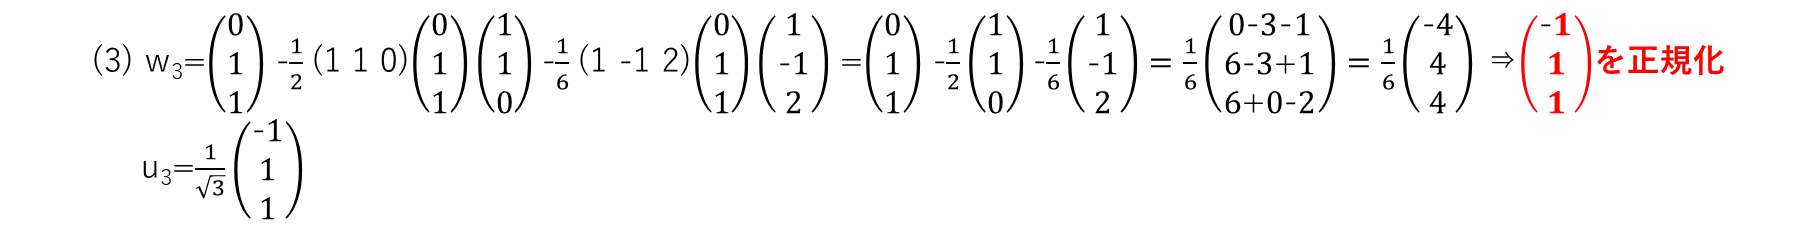 (3) w₃=(0 1 1) -1/2 (1 1 0)(0 1 1)(1 1 0) -1/6 (1 -1 2)(0 1 1)(1 -1 2) =(0 1 1) -1/2(1 1 0) -1/6(1 -1 2) = 1/6(0-3-1 6-3+1 6+0-2) = 1/6(-4 4 4) ⇒(-1 1 1)を正規化
u₃=1/√3(-1 1 1)